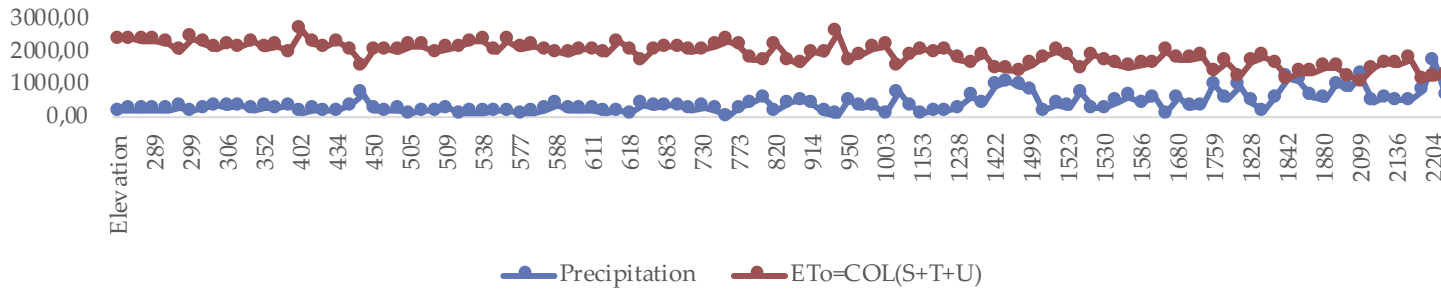 3000,00
2000,00
1000,00
0,00
Elevation 289 299 306 352 402 434 450 505 509 538 577 588 611 618 683 730 773 820 914 950 1003 1153 1238 1422 1499 1523 1530 1586 1680 1759 1828 1842 1880 2099 2136 2204
Precipitation ETo=COL(S+T+U)